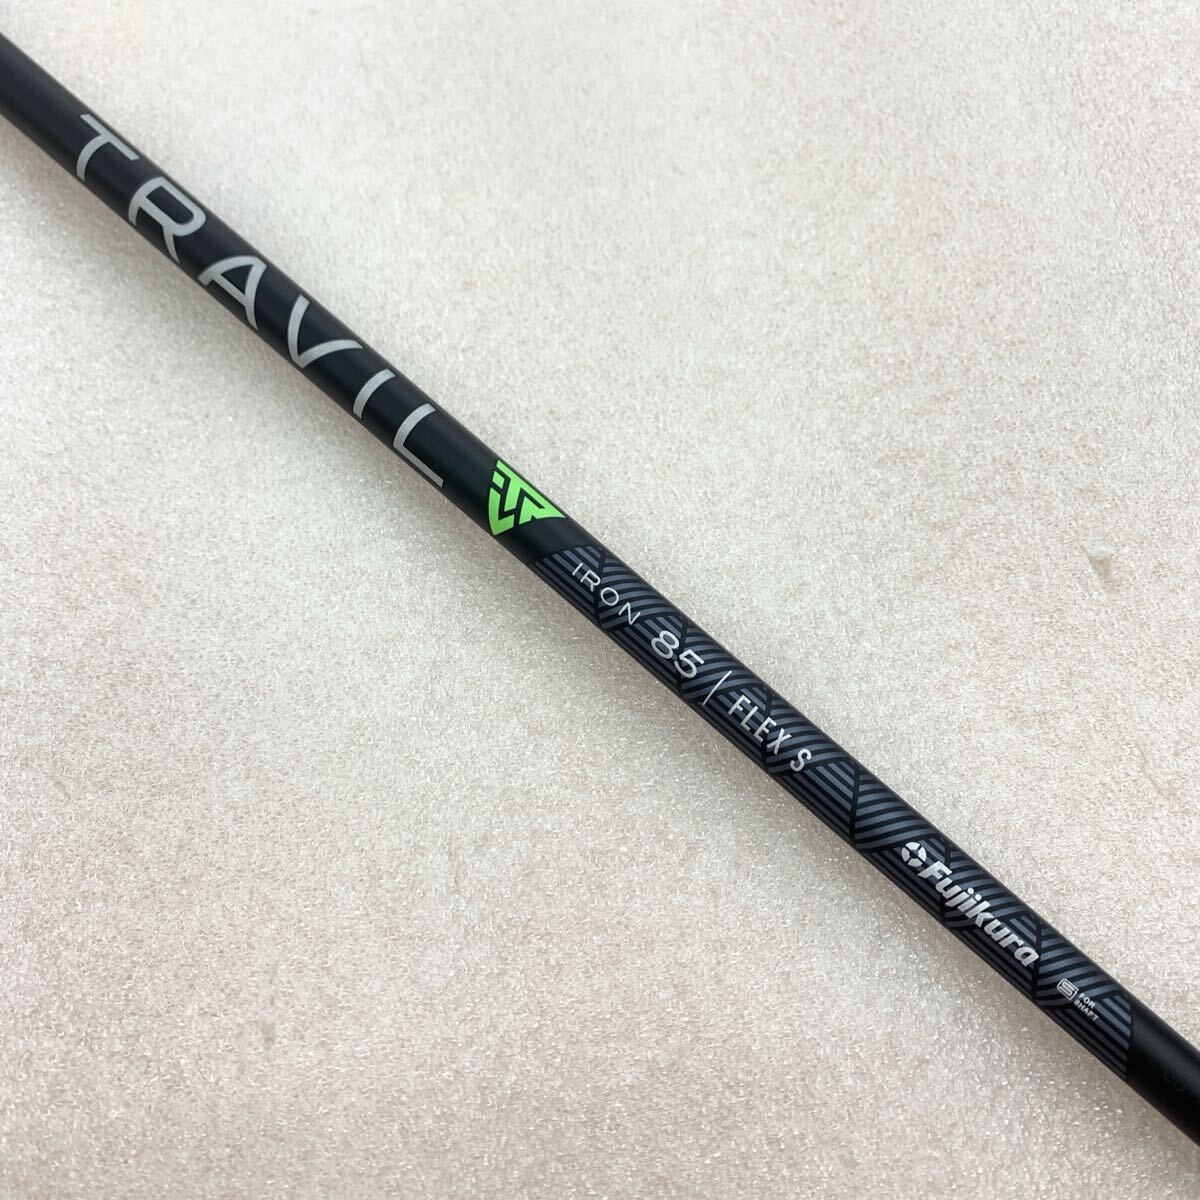 TRAVIL
IRON 85 / FLEX S
Fujikura
S FOR
SHAFT